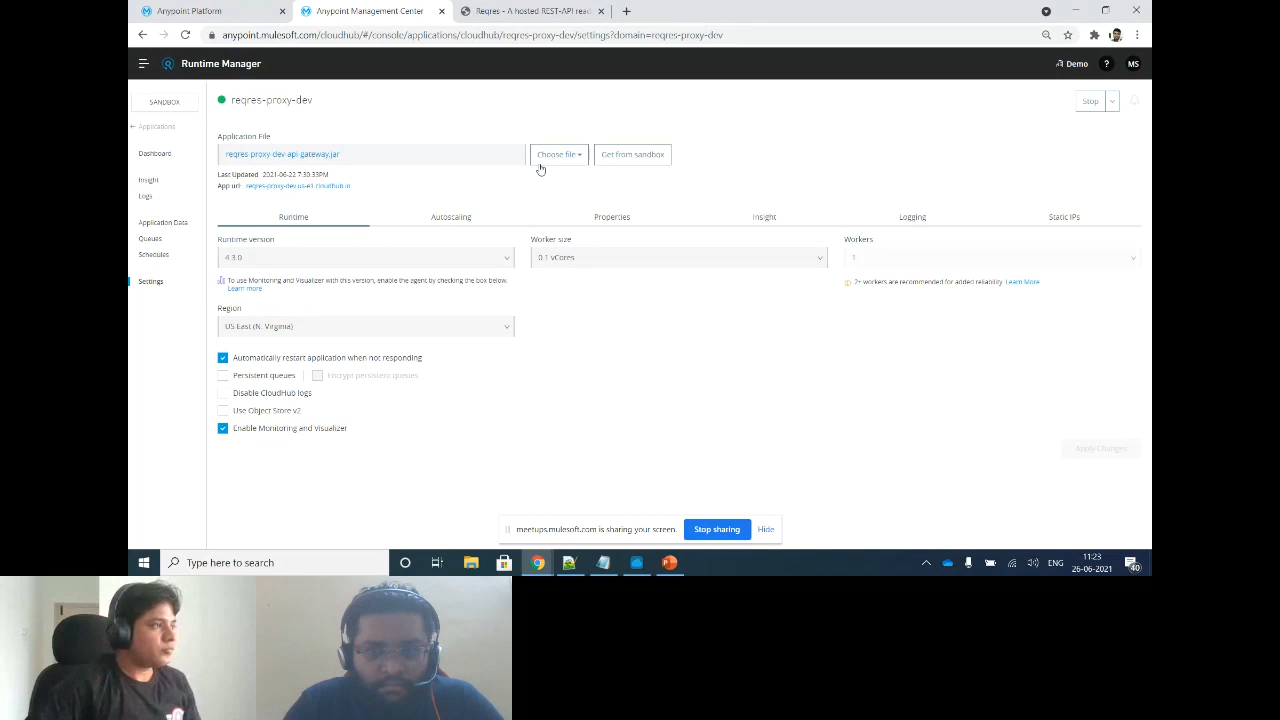 Anypoint Platform
Anypoint Management Center
Reqres - A hosted REST-API read
anypoint.mulesoft.com/cloudhub/#/console/applications/cloudhub/reqres-proxy-dev/settings?domain=reqres-proxy-dev
Runtime Manager
Demo
?
MS
SANDBOX
Applications
Dashboard
Insight
Logs
Application Data
Queues
Schedules
Settings
reqres-proxy-dev
Stop
Application File
reqres-proxy-dev-api-gateway.jar
Choose file
Get from sandbox
Last Updated 2021-06-22 7:30:33PM
App url: reqres-proxy-dev.us-e1.cloudhub.io
Runtime
Autoscaling
Properties
Insight
Logging
Static IPs
Runtime version
Worker size
Workers
4.3.0
0.1 vCores
1
To use Monitoring and Visualizer with this version, enable the agent by checking the box below.
Learn more
2+ workers are recommended for added reliability Learn More
Region
US East (N. Virginia)
Automatically restart application when not responding
Persistent queues
Encrypt persistent queues
Disable CloudHub logs
Use Object Store v2
Enable Monitoring and Visualizer
Apply Changes
meetups.mulesoft.com is sharing your screen.
Stop sharing
Hide
Type here to search
ENG
11:23
26-06-2021
40